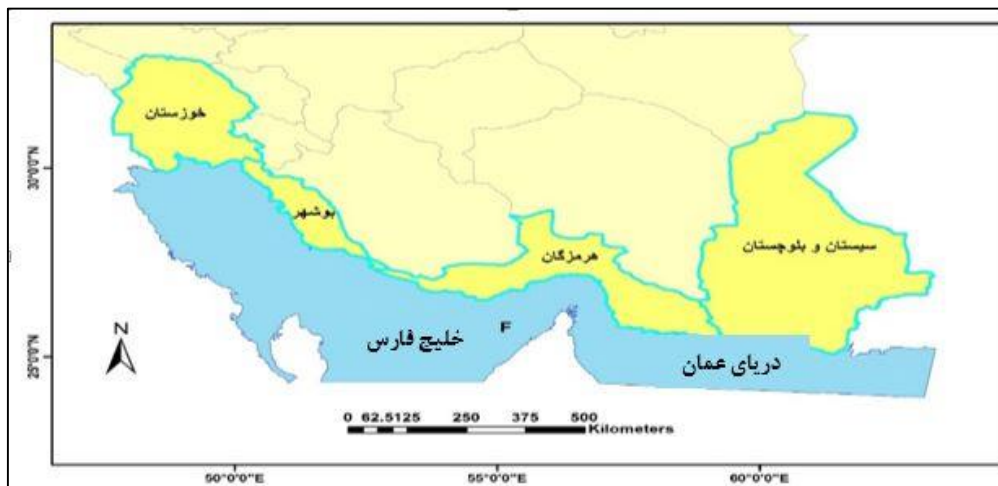 خوزستان
بوشهر
هرمزگان
سیستان و بلوچستان
خلیج فارس
F
دریای عمان
N
30°0'0"N
25°0'0"N
0 62.5125 250 375 500
Kilometers
50°0'0"E
55°0'0"E
60°0'0"E